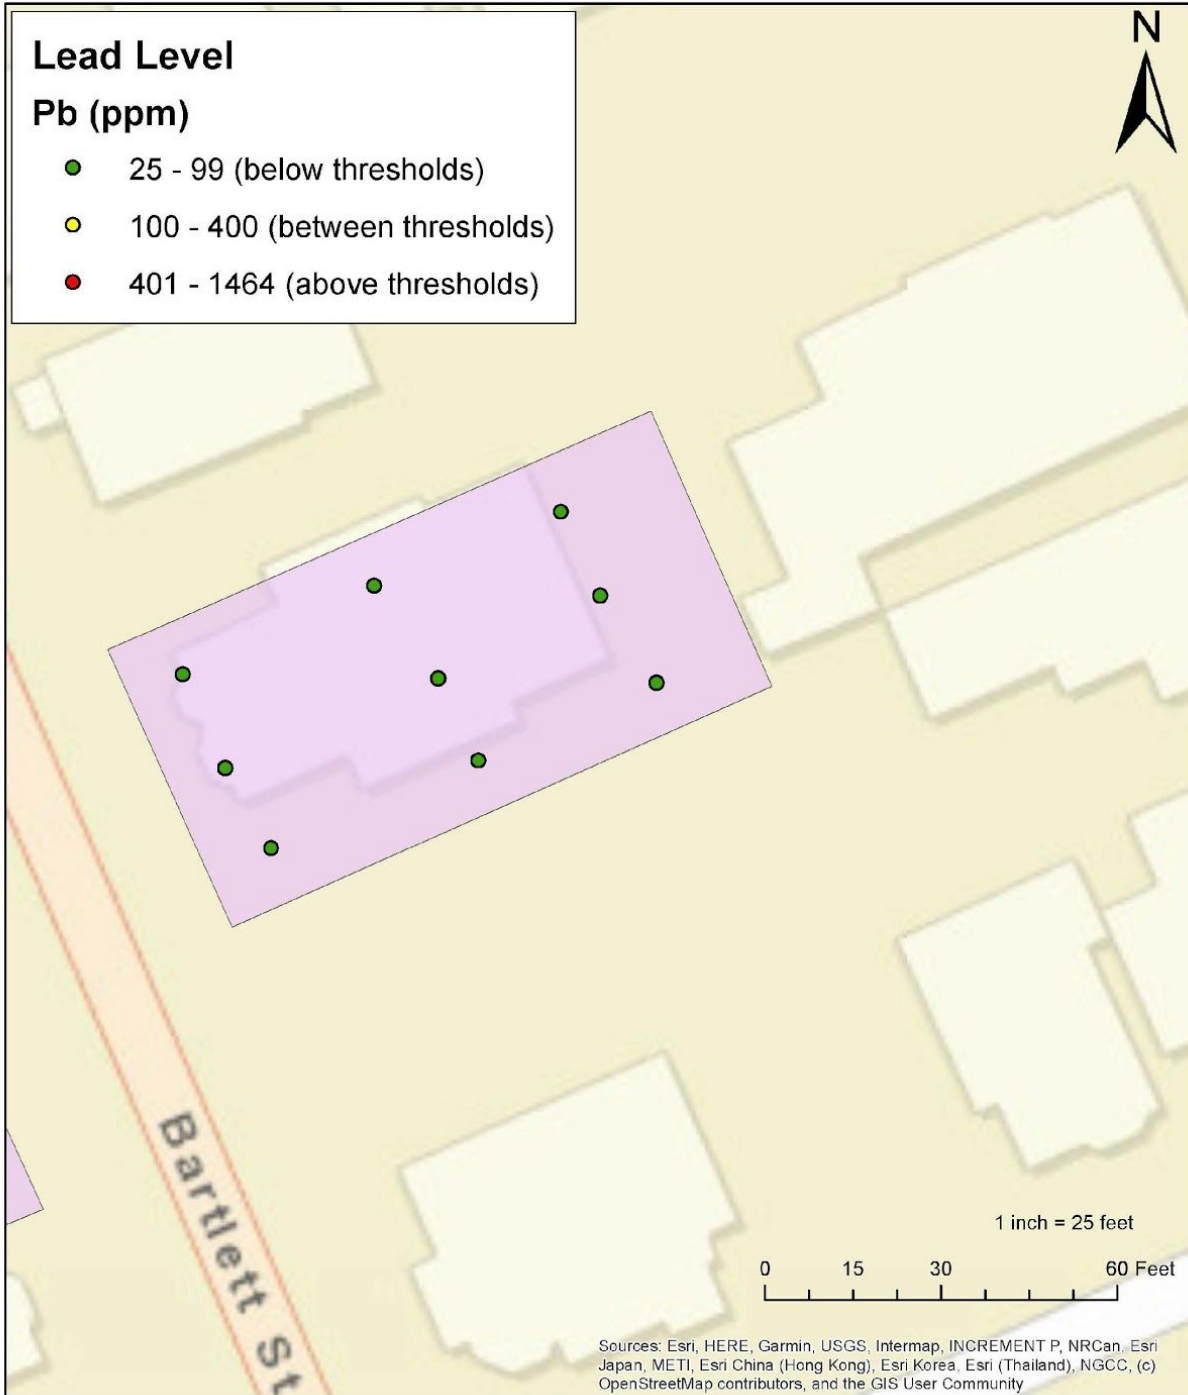 Lead Level
Pb (ppm)
25 - 99 (below thresholds)
100 - 400 (between thresholds)
401 - 1464 (above thresholds)
N
Bartlett St
1 inch = 25 feet
0 15 30 60 Feet
Sources: Esri, HERE, Garmin, USGS, Intermap, INCREMENT P, NRCan, Esri
Japan, METI, Esri China (Hong Kong), Esri Korea, Esri (Thailand), NGCC, (c)
OpenStreetMap contributors, and the GIS User Community